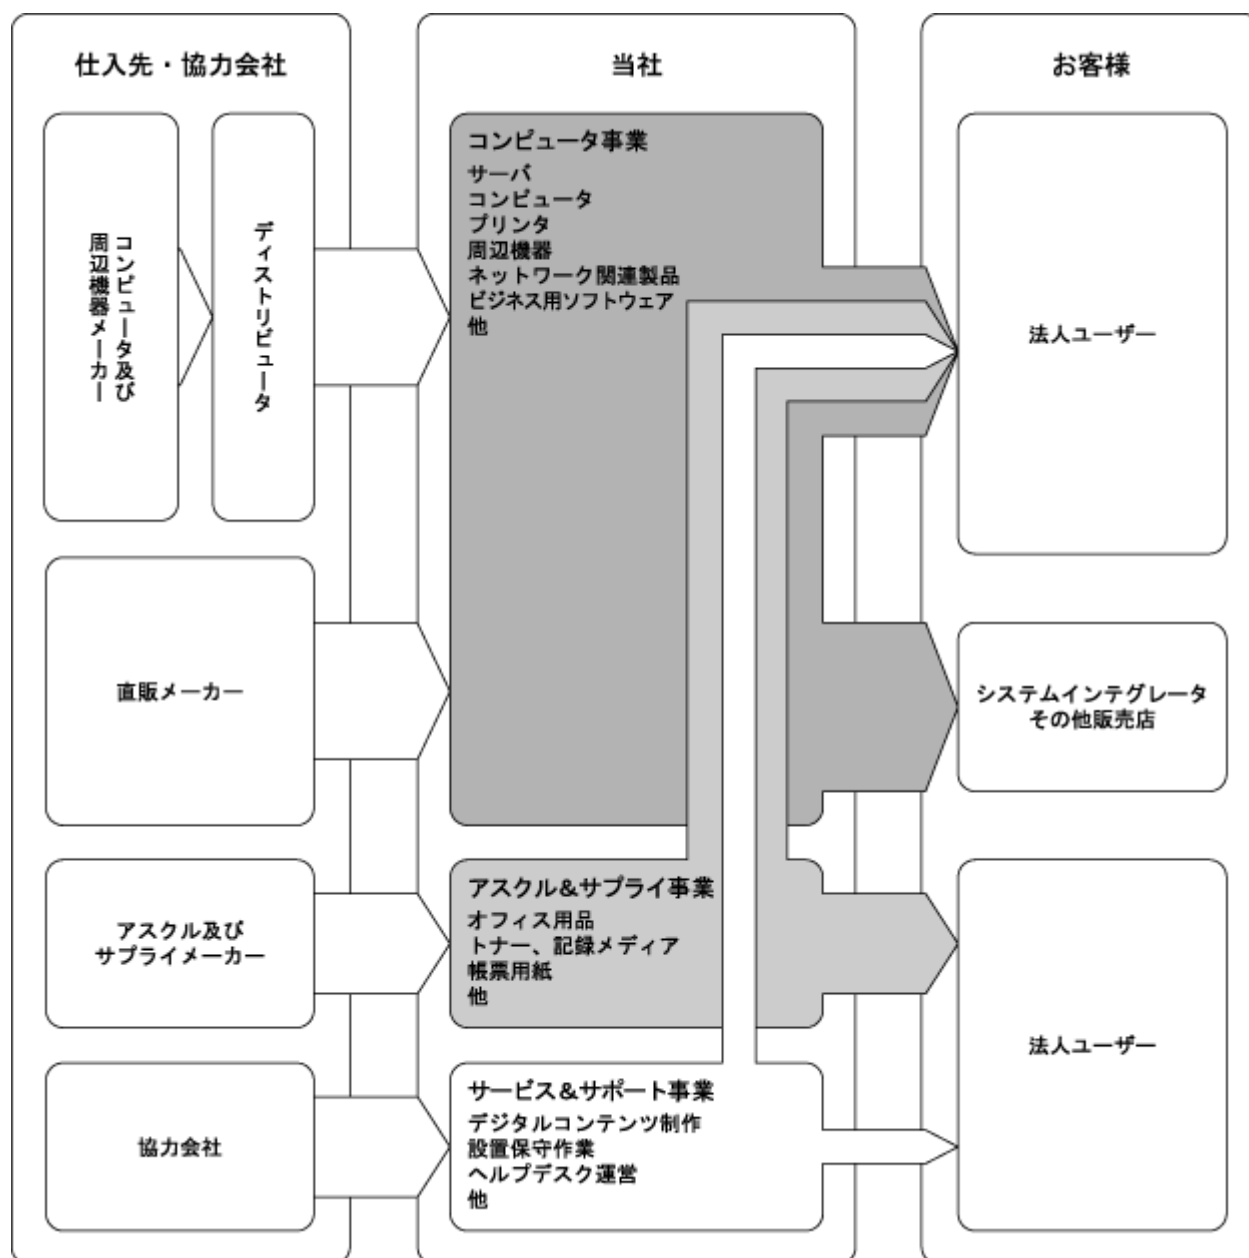 仕入先・協力会社
当社
お客様
コンピュータ及び
周辺機器メーカー
ディストリビュータ
コンピュータ事業
サーバ
コンピュータ
プリンタ
周辺機器
ネットワーク関連製品
ビジネス用ソフトウェア
他
法人ユーザー
直販メーカー
システムインテグレータ
その他販売店
アスクル及び
サプライメーカー
アスクル&サプライ事業
オフィス用品
トナー、記録メディア
帳票用紙
他
法人ユーザー
協力会社
サービス&サポート事業
デジタルコンテンツ制作
設置保守作業
ヘルプデスク運営
他